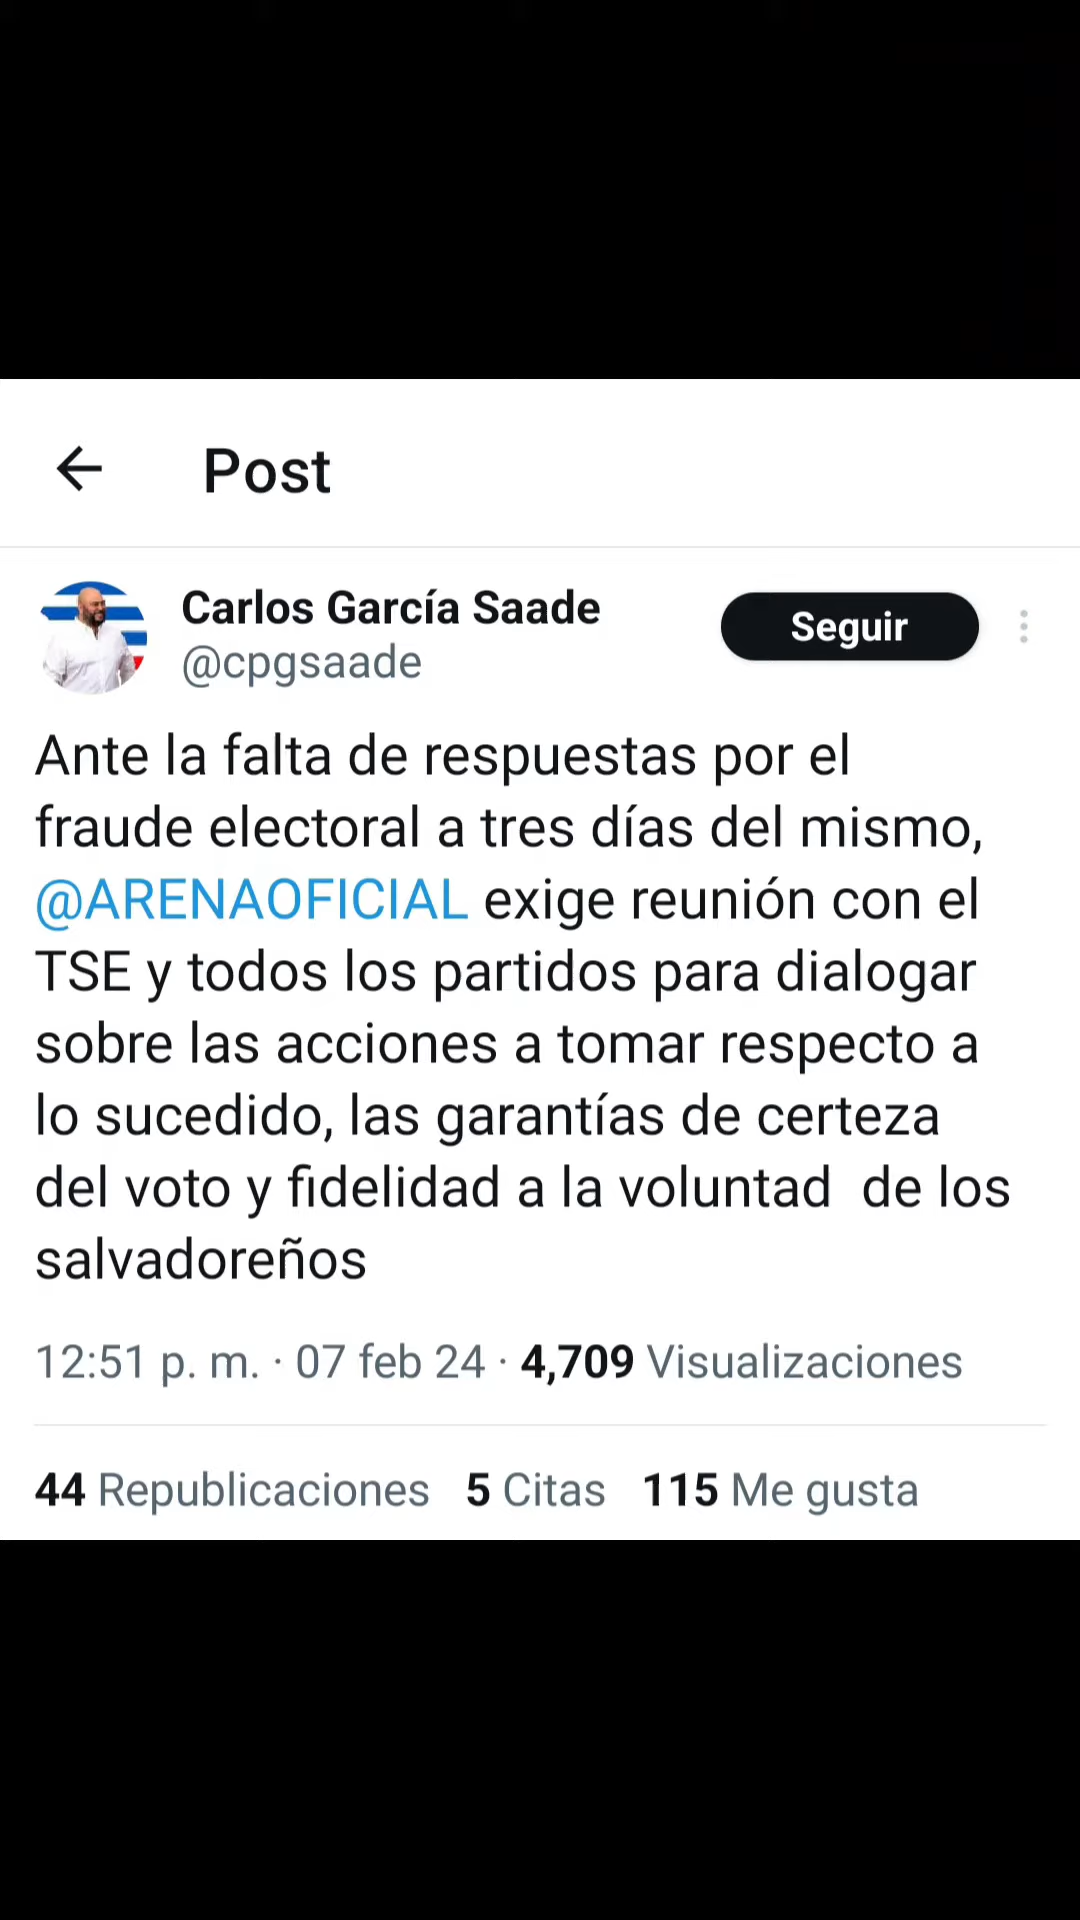 Post
Carlos García Saade
@cpgsaade
Seguir
Ante la falta de respuestas por el
fraude electoral a tres días del mismo,
@ARENAOFICIAL exige reunión con el
TSE y todos los partidos para dialogar
sobre las acciones a tomar respecto a
lo sucedido, las garantías de certeza
del voto y fidelidad a la voluntad  de los
salvadoreños
12:51 p. m. · 07 feb 24 · 4,709 Visualizaciones
44 Republicaciones 5 Citas 115 Me gusta